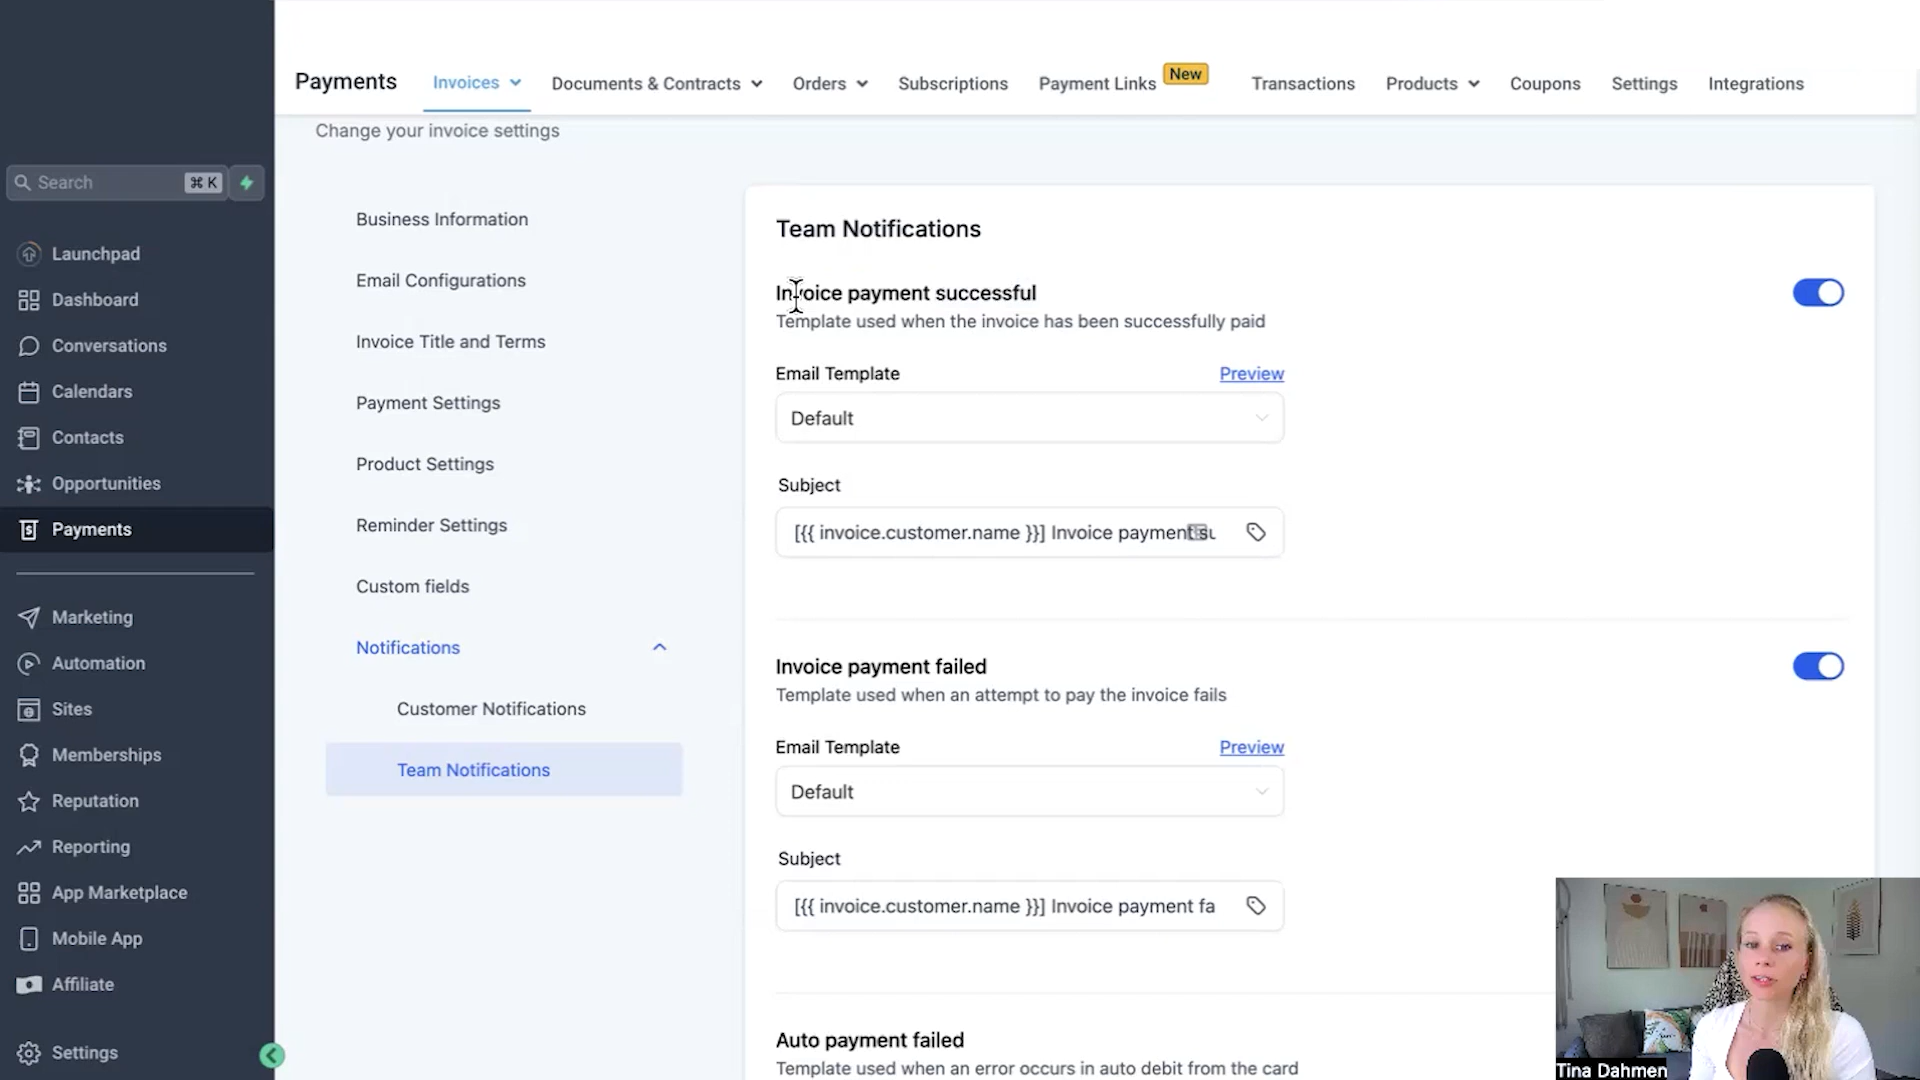 Payments
Invoices
Documents & Contracts
Orders
Subscriptions
Payment Links
New
Transactions
Products
Coupons
Settings
Integrations
Change your invoice settings
Search
⌘ K
Launchpad
Dashboard
Conversations
Calendars
Contacts
Opportunities
Payments
Marketing
Automation
Sites
Memberships
Reputation
Reporting
App Marketplace
Mobile App
Affiliate
Settings
Business Information
Email Configurations
Invoice Title and Terms
Payment Settings
Product Settings
Reminder Settings
Custom fields
Notifications
Customer Notifications
Team Notifications
Team Notifications
Invoice payment successful
Template used when the invoice has been successfully paid
Email Template
Preview
Default
Subject
[{{ invoice.customer.name }}] Invoice payment su
Invoice payment failed
Template used when an attempt to pay the invoice fails
Email Template
Preview
Default
Subject
[{{ invoice.customer.name }}] Invoice payment fa
Auto payment failed
Template used when an error occurs in auto debit from the card
Tina Dahmen